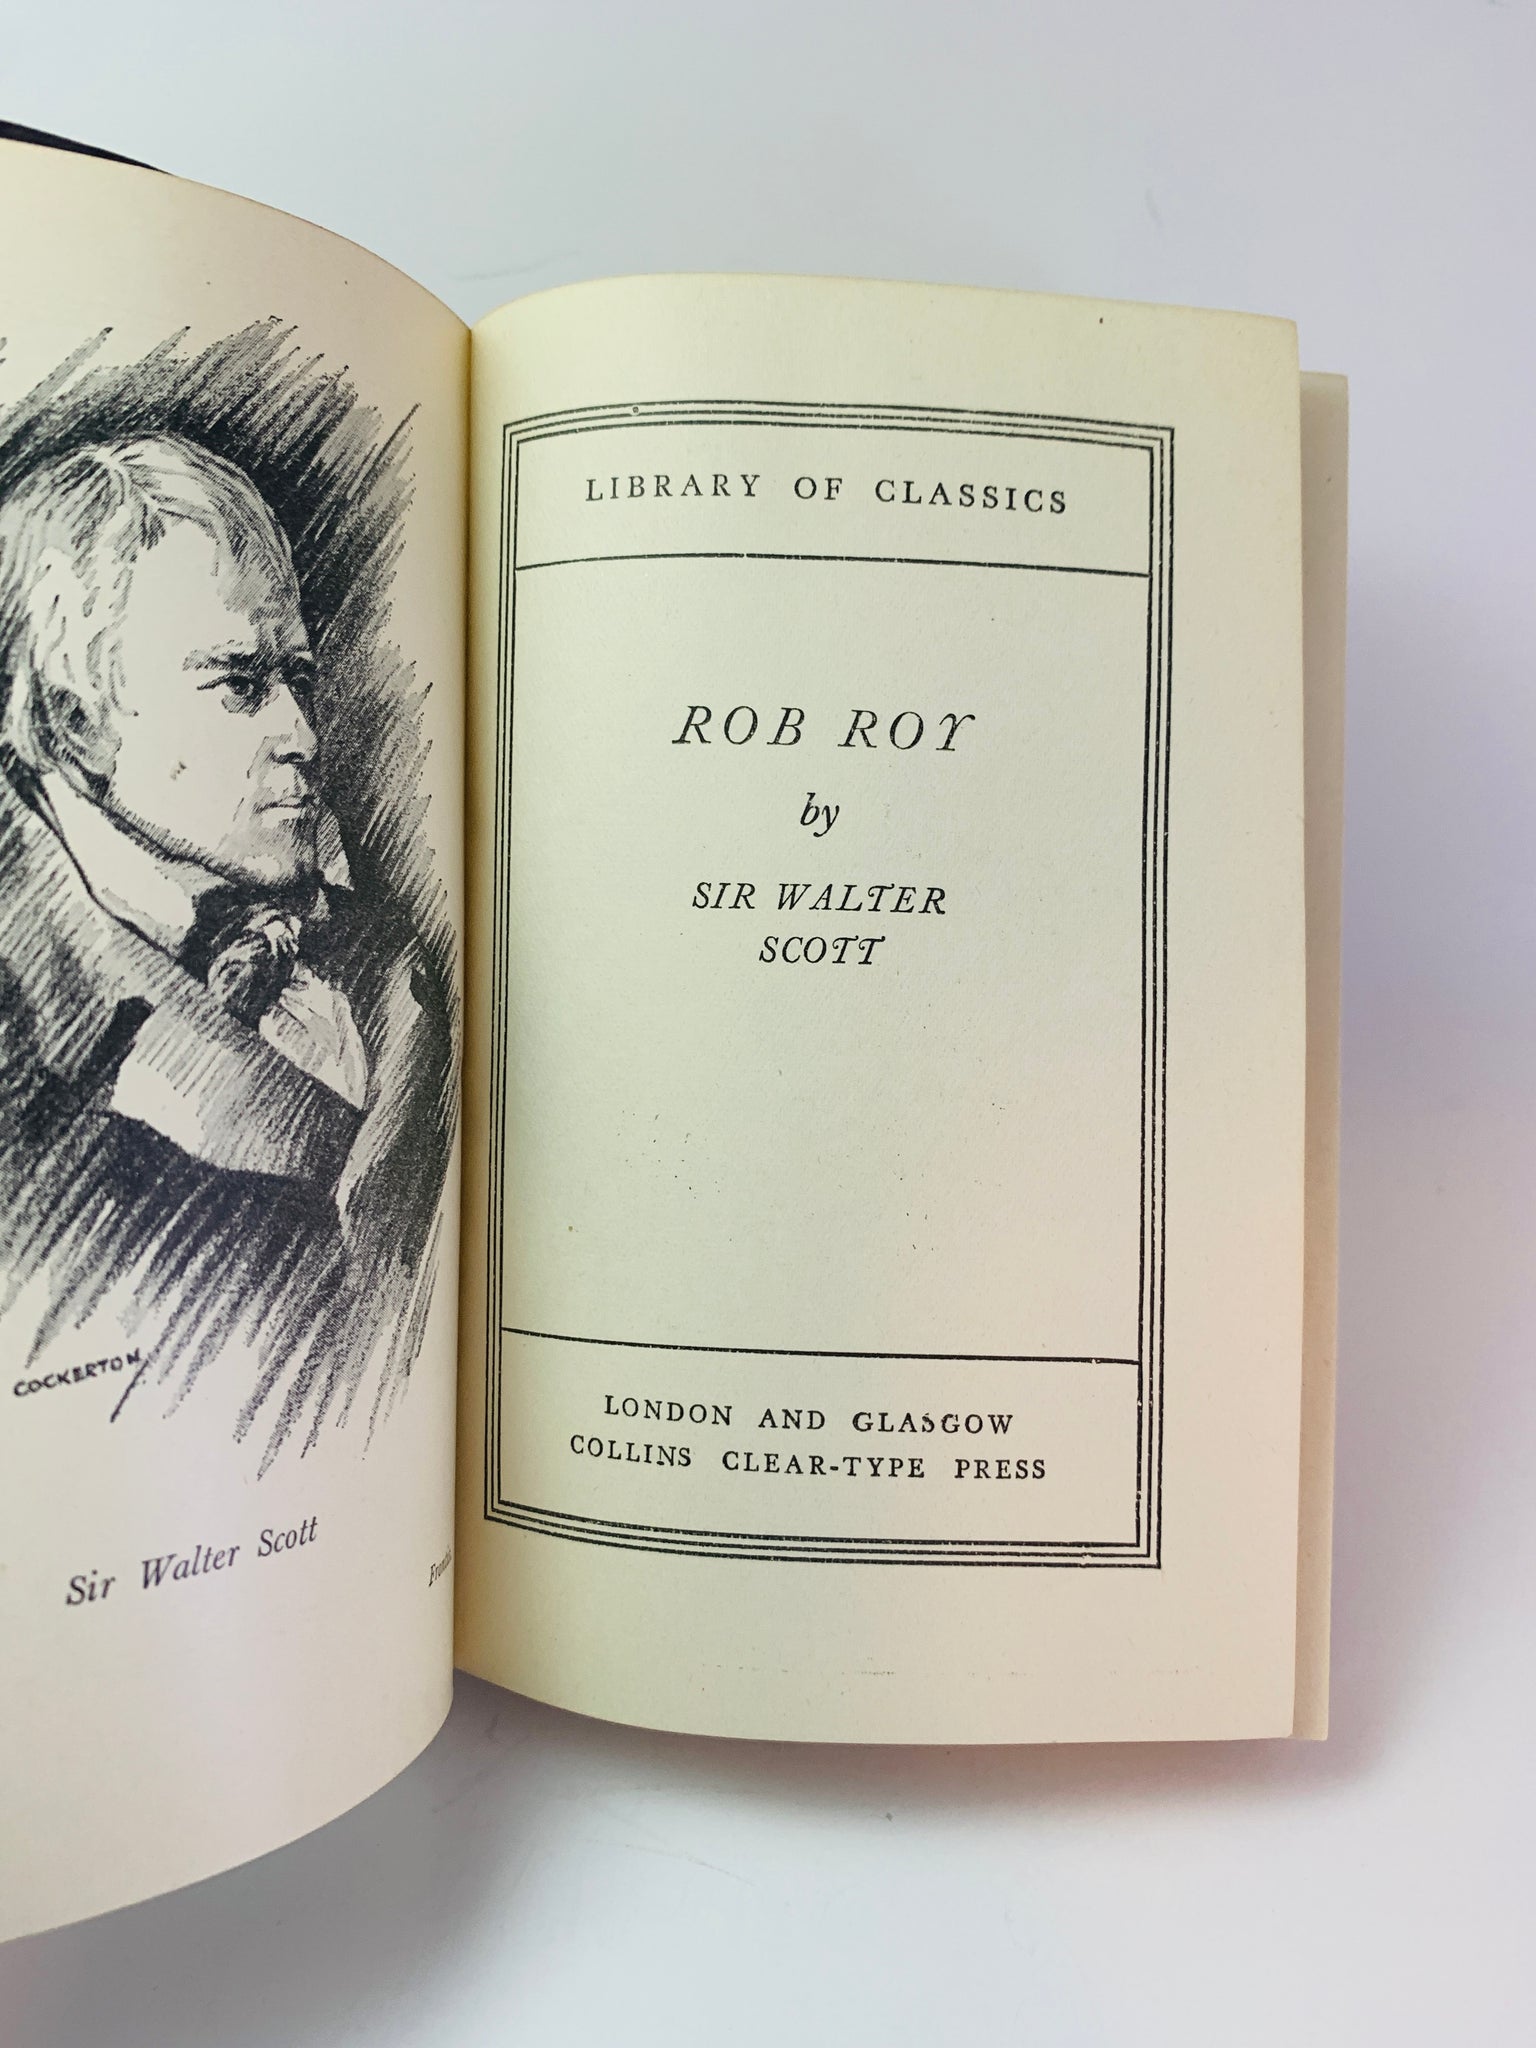 COCKERTON
Sir Walter Scott
LIBRARY OF CLASSICS
ROB ROY
by
SIR WALTER
SCOTT
LONDON AND GLASGOW
COLLINS CLEAR-TYPE PRESS